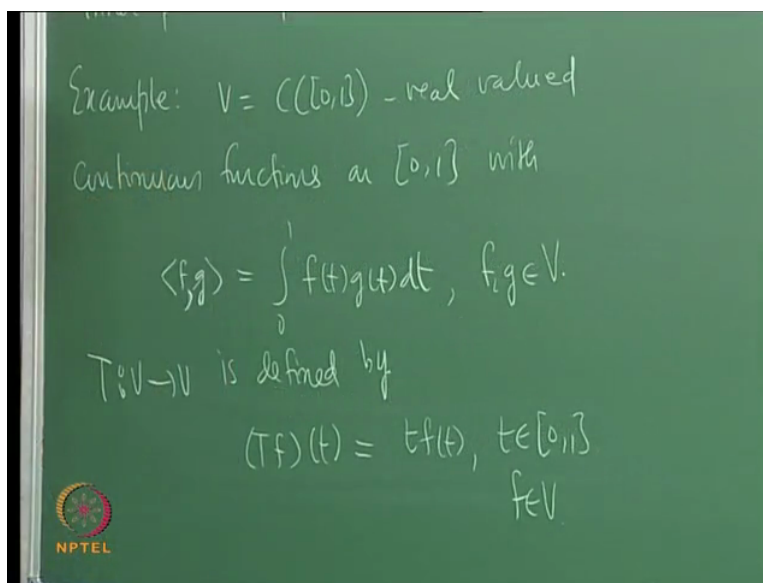 Example: V = C([0,1]) - real valued
continuous functions on [0,1] with
⟨f,g⟩ = ∫₀¹ f(t)g(t)dt, f,g ∈ V.
T: V → V is defined by
(Tf)(t) = tf(t), t ∈ [0,1]
f ∈ V.
NPTEL